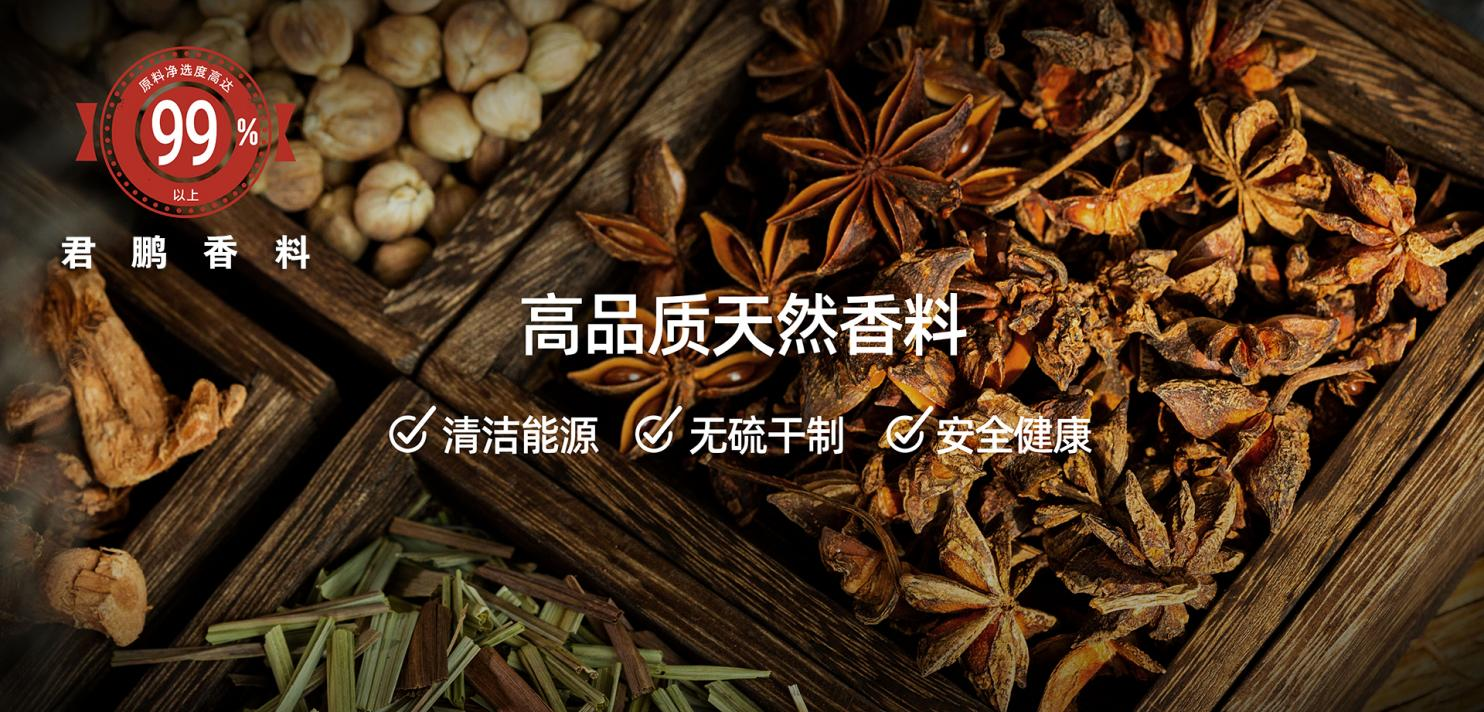 原料净选度高达
99%
以上
君鹏香料
高品质天然香料
清洁能源 无硫干制 安全健康